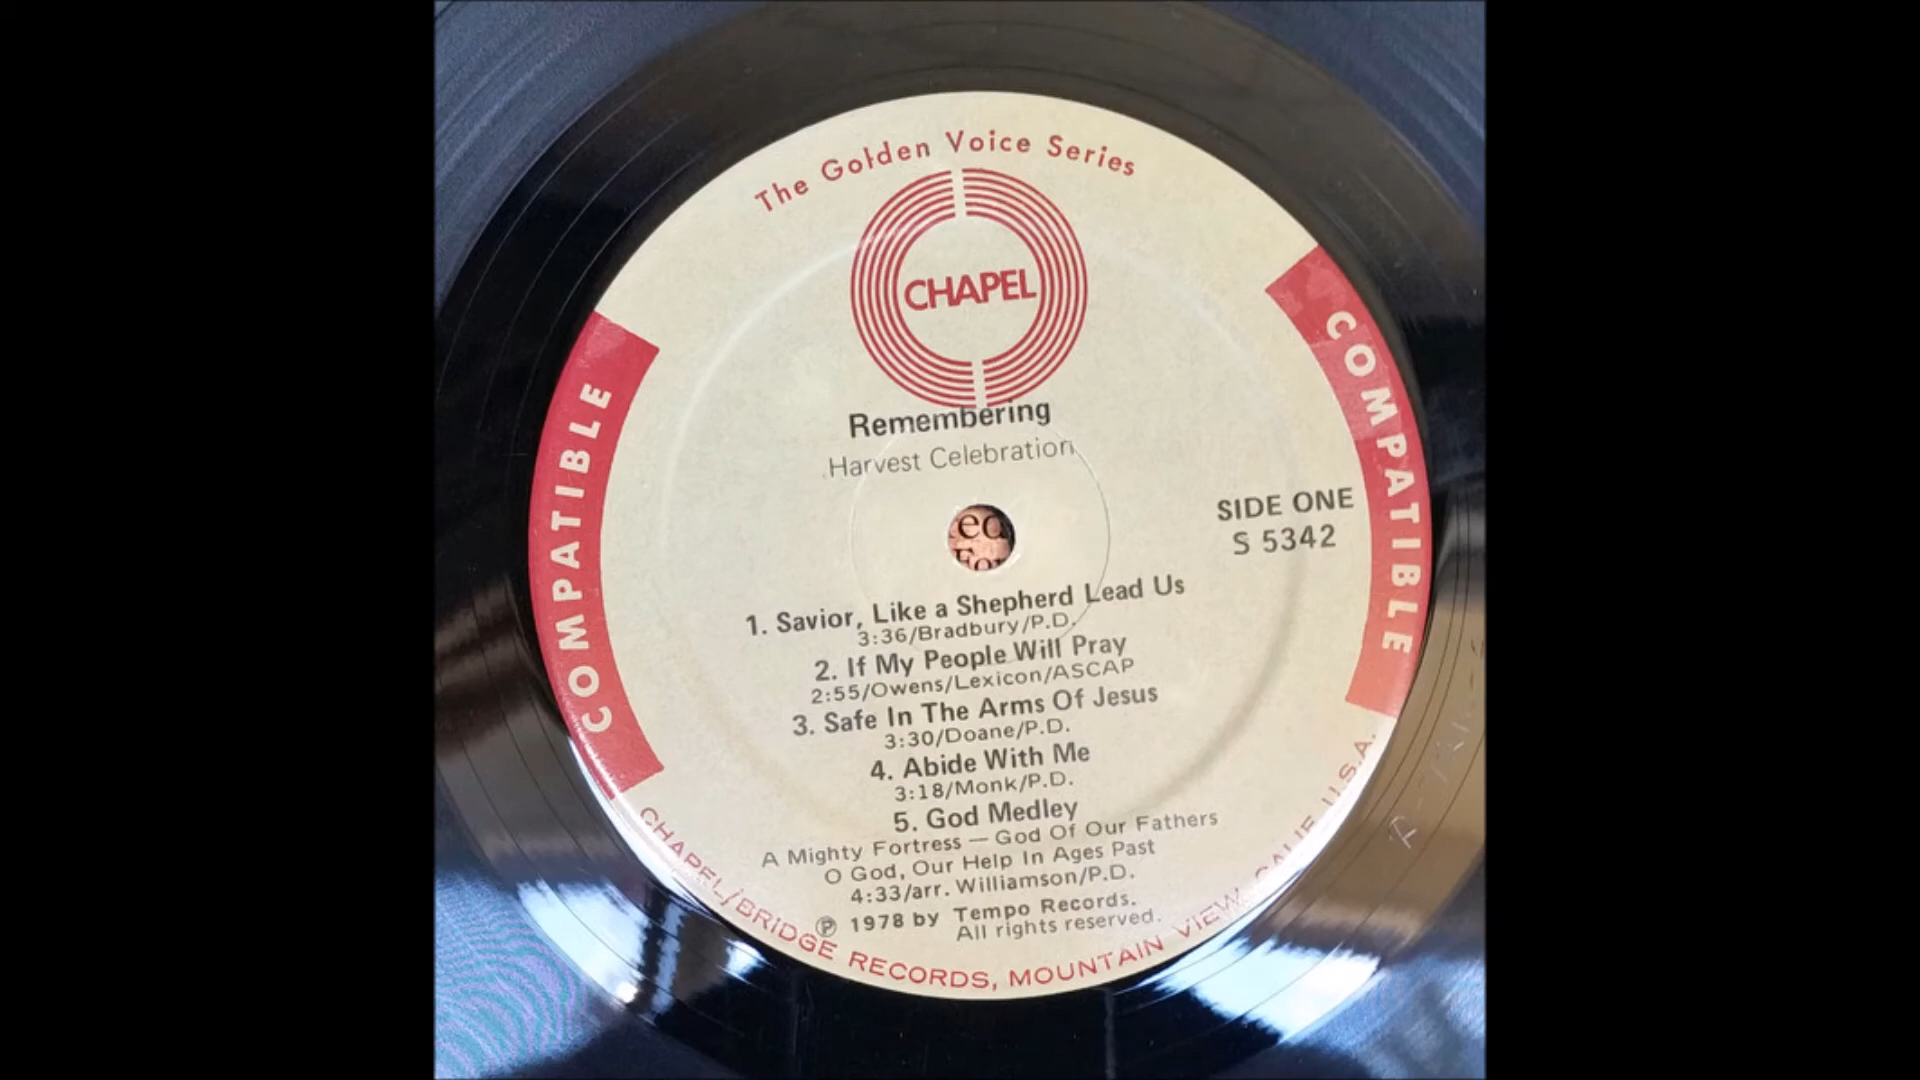 The Golden Voice Series
CHAPEL
COMPATIBLE
COMPATIBLE
Remembering
Harvest Celebration
SIDE ONE
S 5342
ed
For
1. Savior, Like a Shepherd Lead Us
3:36/Bradbury/P.D.
2. If My People Will Pray
2:55/Owens/Lexicon/ASCAP
3. Safe In The Arms Of Jesus
3:30/Doane/P.D.
4. Abide With Me
3:18/Monk/P.D.
5. God Medley
A Mighty Fortress — God Of Our Fathers
O God, Our Help In Ages Past
4:33/arr. Williamson/P.D.
℗ 1978 by Tempo Records.
All rights reserved.
CHAPEL/BRIDGE RECORDS, MOUNTAIN VIEW, CALIF. U.S.A.